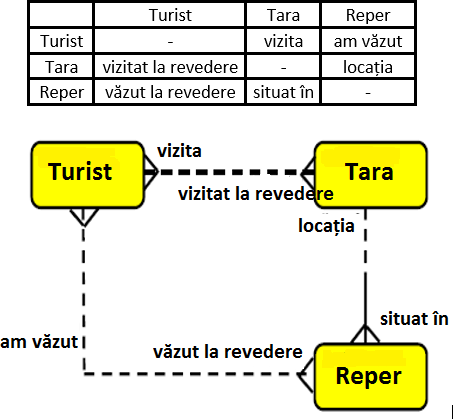 Turist Tara Reper
Turist - vizita am văzut
Tara vizitat la revedere - locația
Reper văzut la revedere situat în -
vizita
Turist Tara
vizitat la revedere
locația
situat în
am văzut
văzut la revedere
Reper